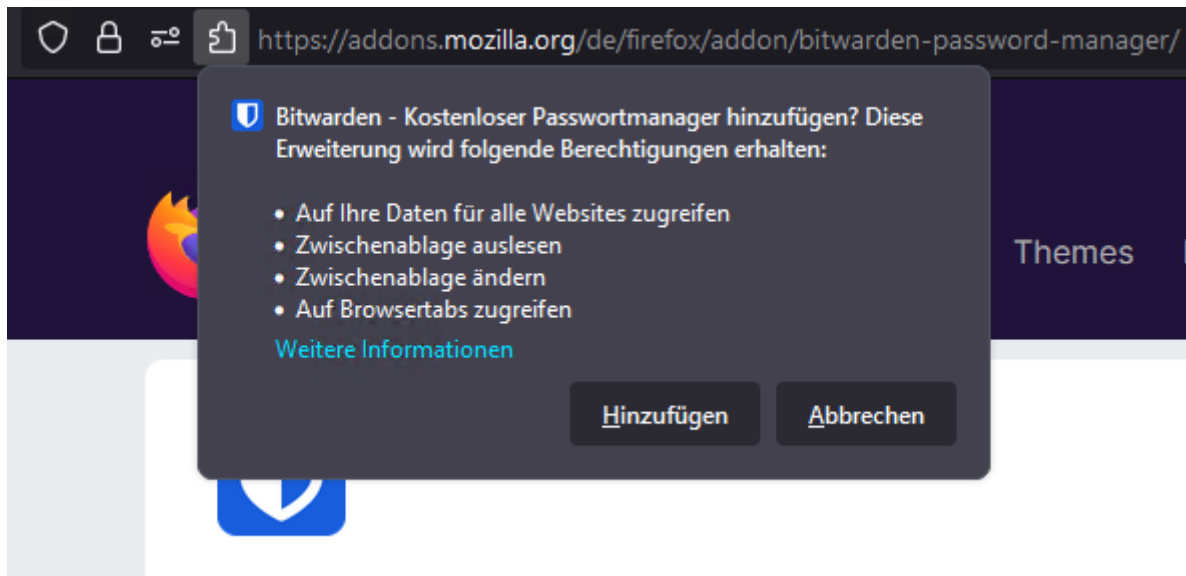 https://addons.mozilla.org/de/firefox/addon/bitwarden-password-manager/
Bitwarden - Kostenloser Passwortmanager hinzufügen? Diese
Erweiterung wird folgende Berechtigungen erhalten:
• Auf Ihre Daten für alle Websites zugreifen
• Zwischenablage auslesen
• Zwischenablage ändern
• Auf Browsertabs zugreifen
Weitere Informationen
Themes
Hinzufügen Abbrechen